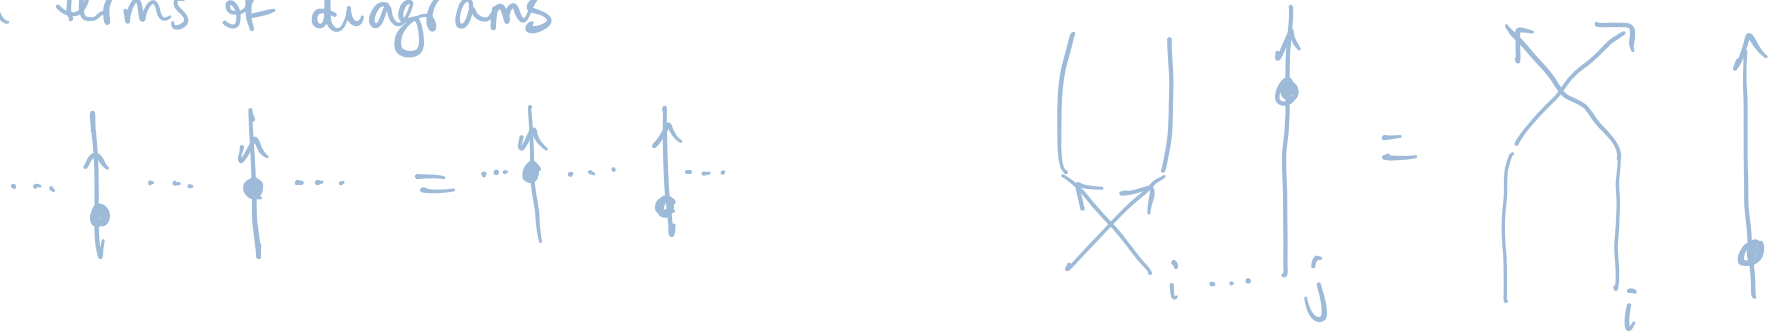 terms of diagrams
... ... ... = ... ... ...
=
i ... j i